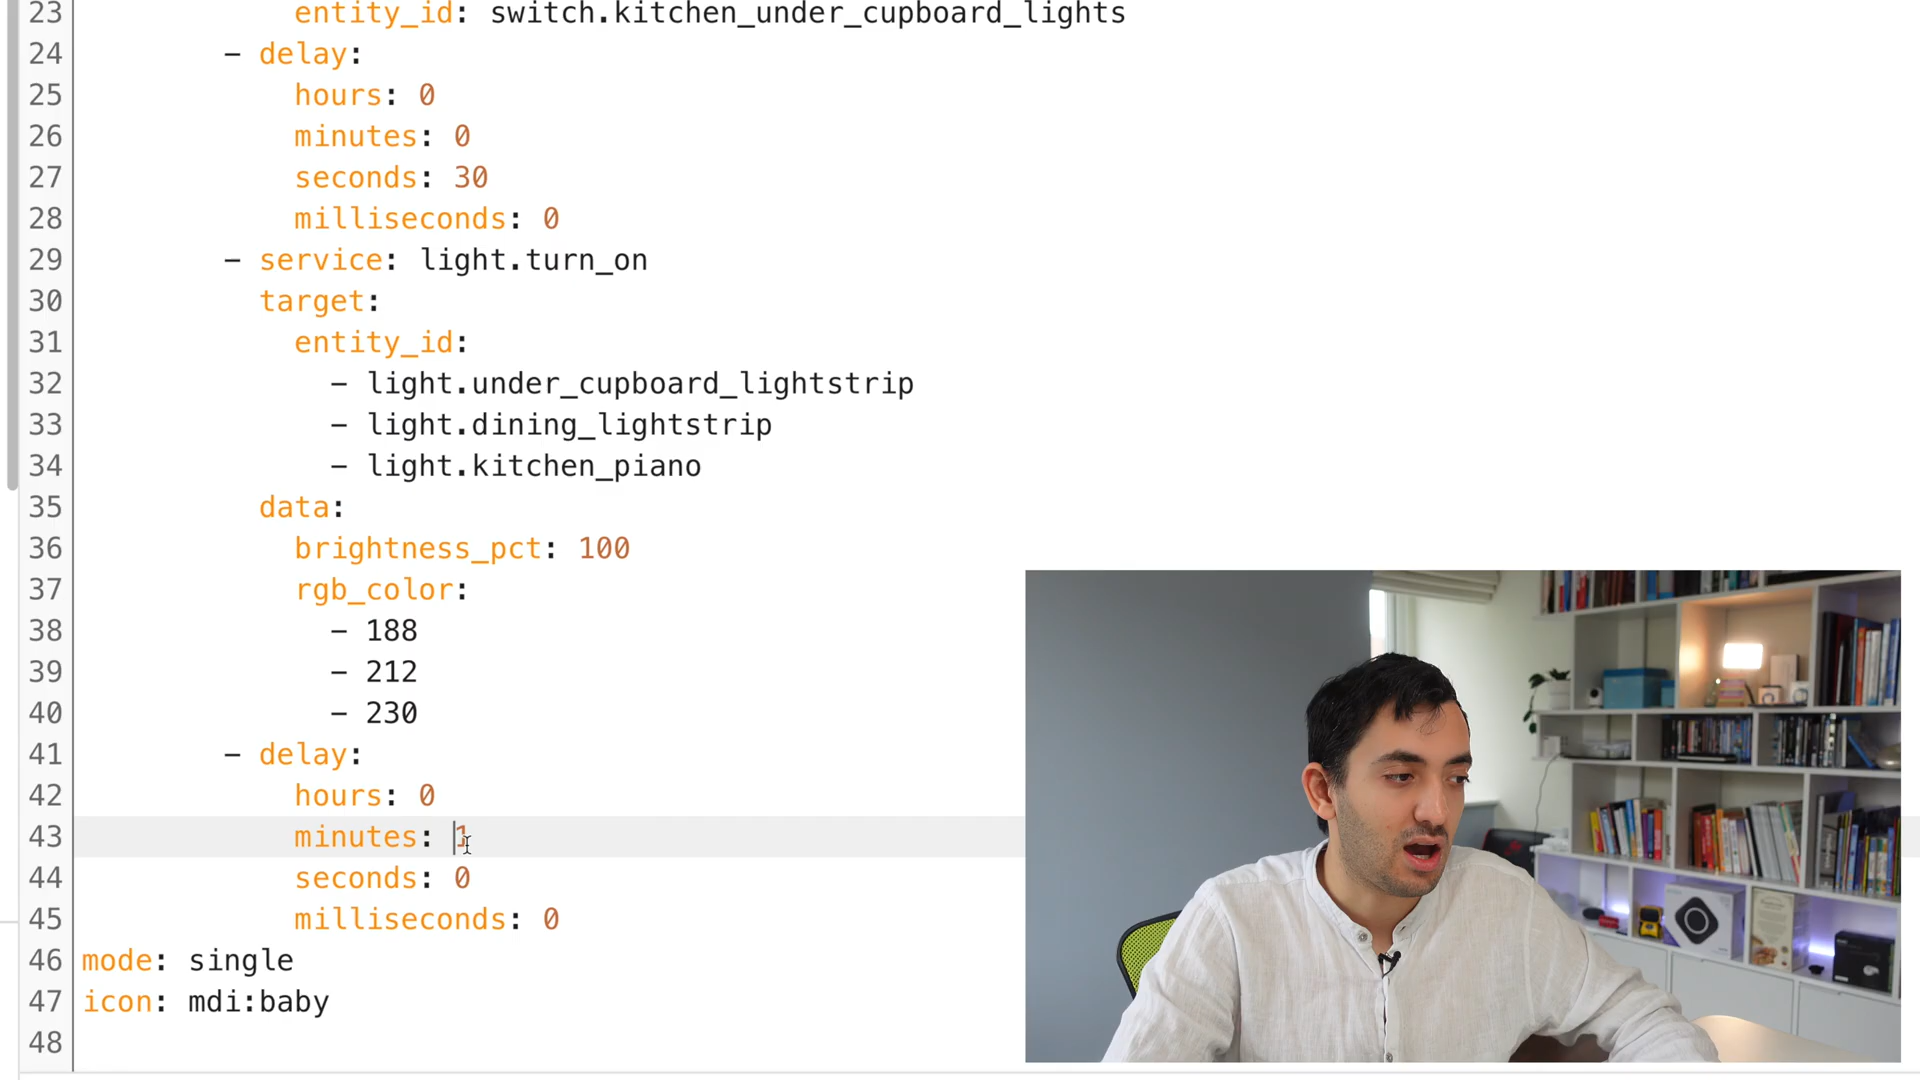 23 entity_id: switch.kitchen_under_cupboard_lights
24 - delay:
25 hours: 0
26 minutes: 0
27 seconds: 30
28 milliseconds: 0
29 - service: light.turn_on
30 target:
31 entity_id:
32 - light.under_cupboard_lightstrip
33 - light.dining_lightstrip
34 - light.kitchen_piano
35 data:
36 brightness_pct: 100
37 rgb_color:
38 - 188
39 - 212
40 - 230
41 - delay:
42 hours: 0
43 minutes: 1
44 seconds: 0
45 milliseconds: 0
46 mode: single
47 icon: mdi:baby
48